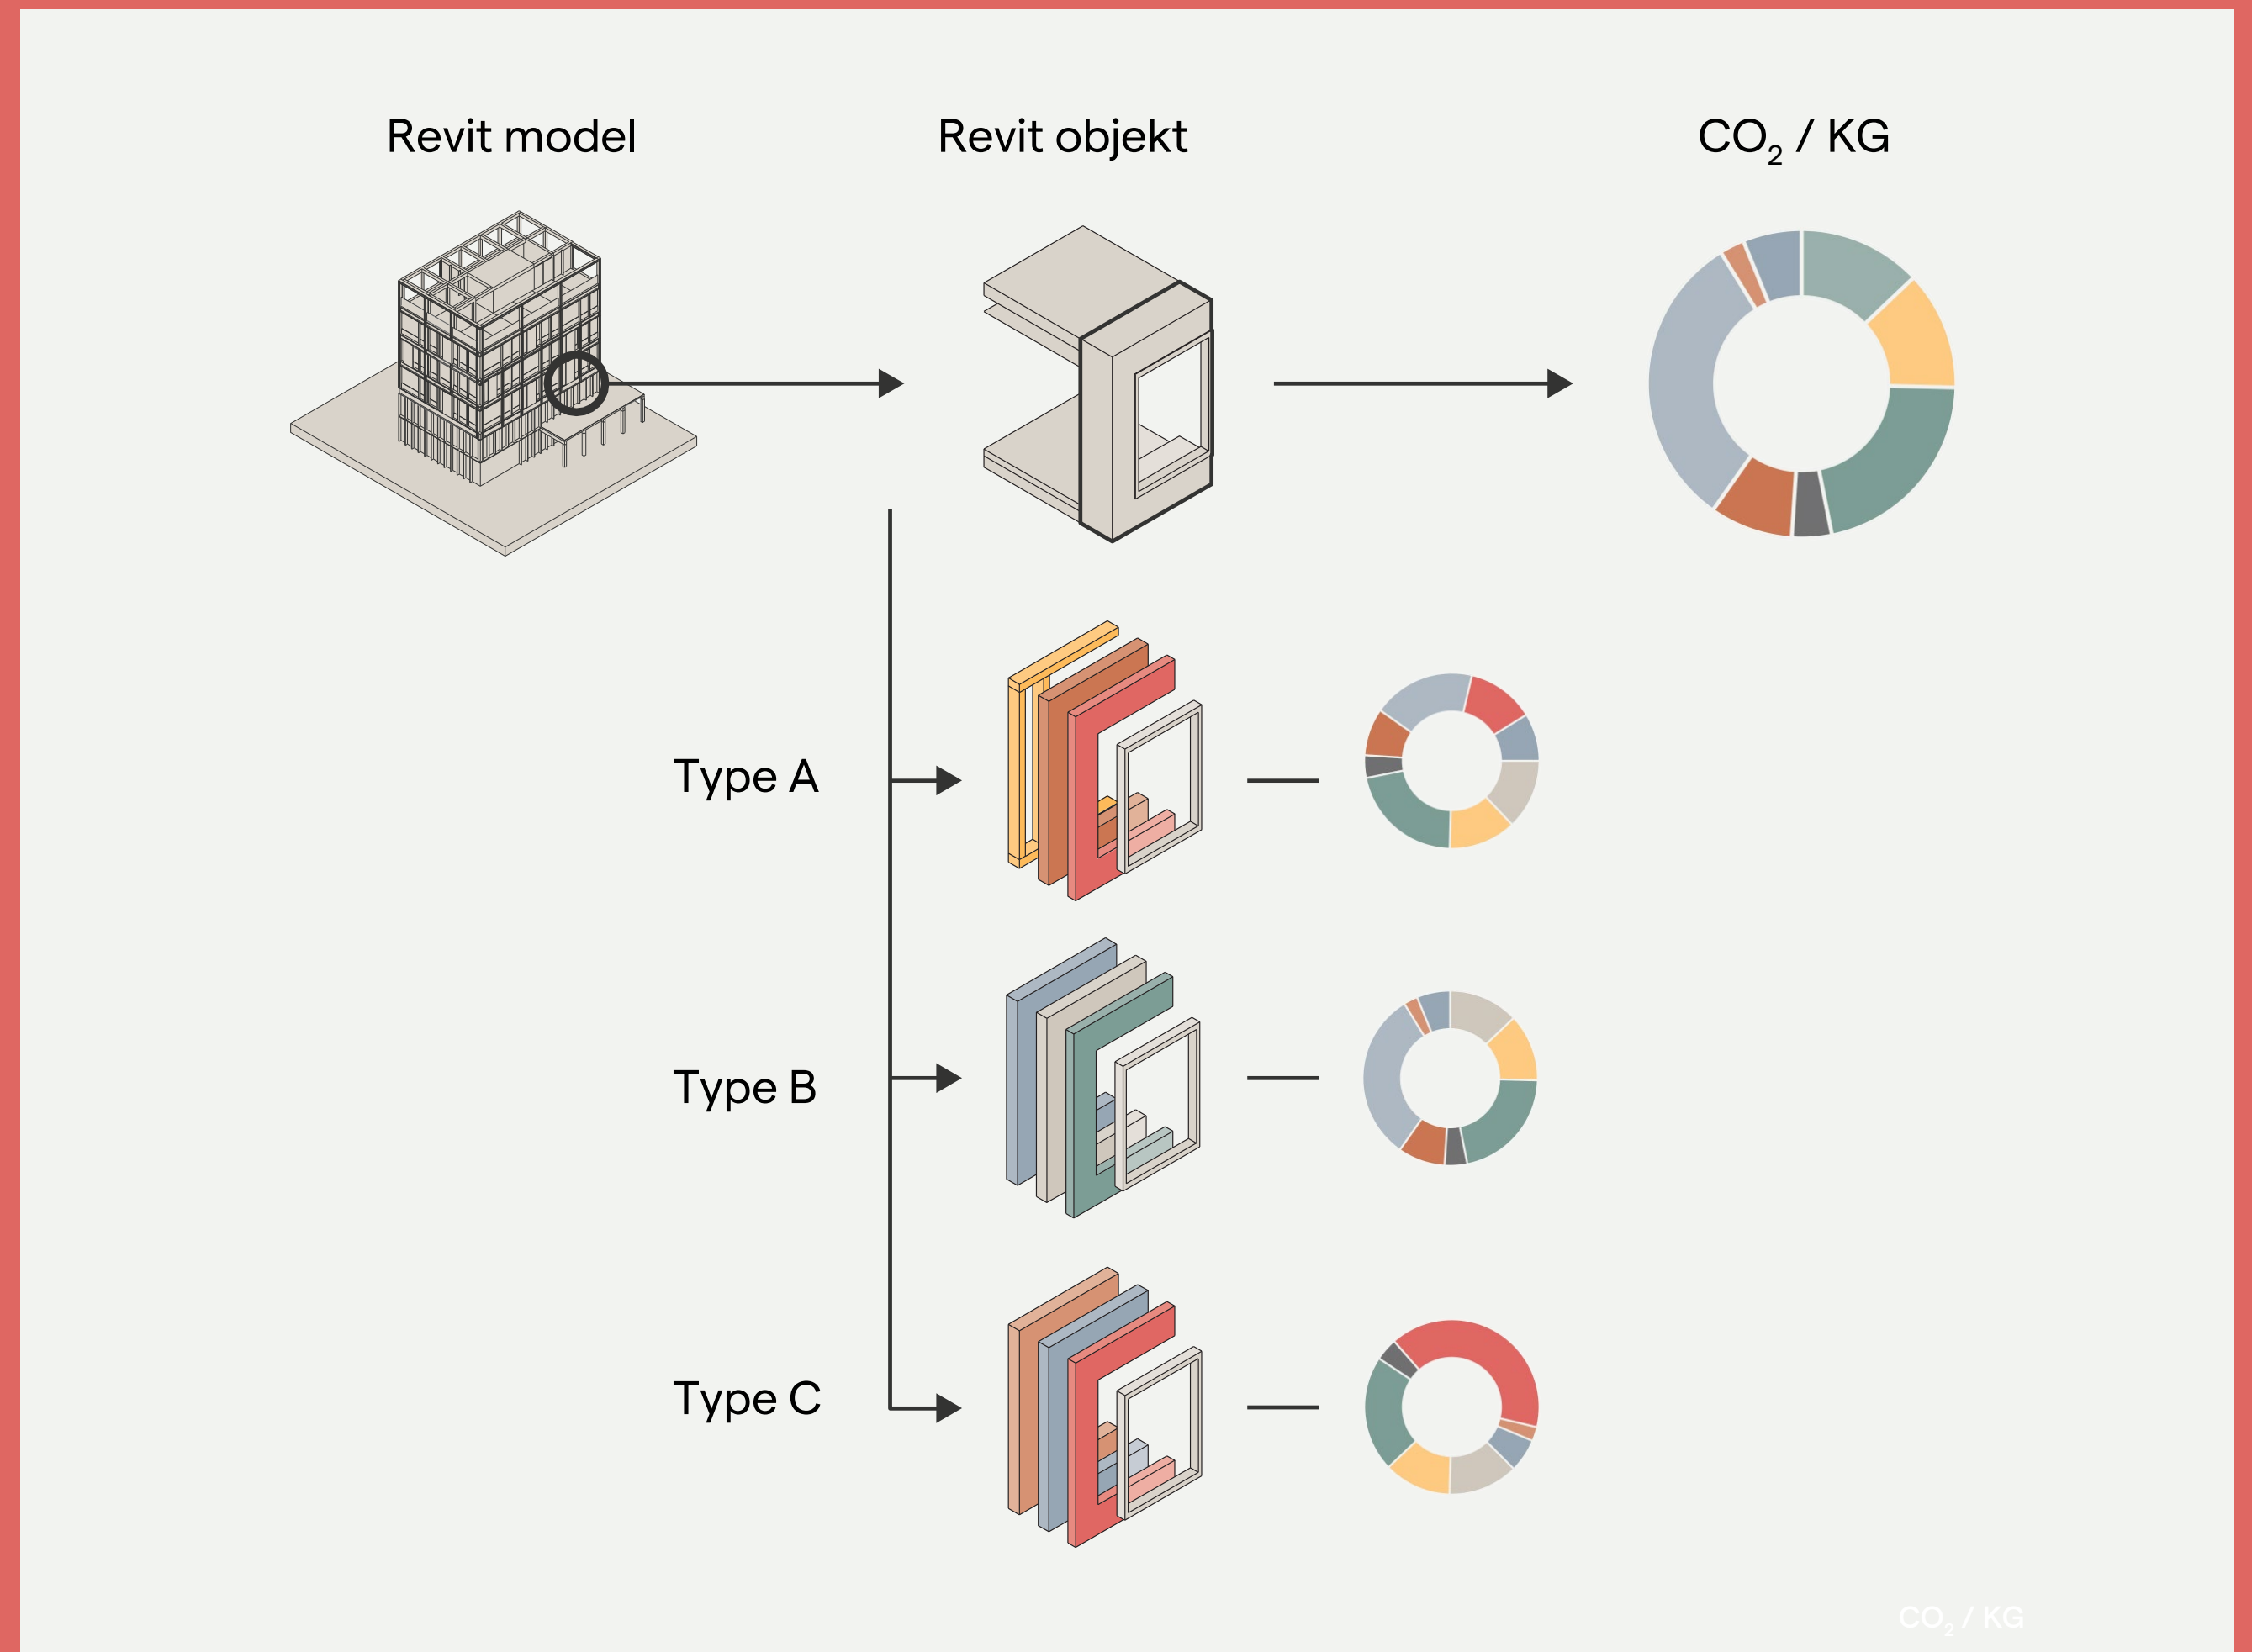 Revit model
Revit objekt
CO₂ / KG
Type A
Type B
Type C
CO₂ / KG